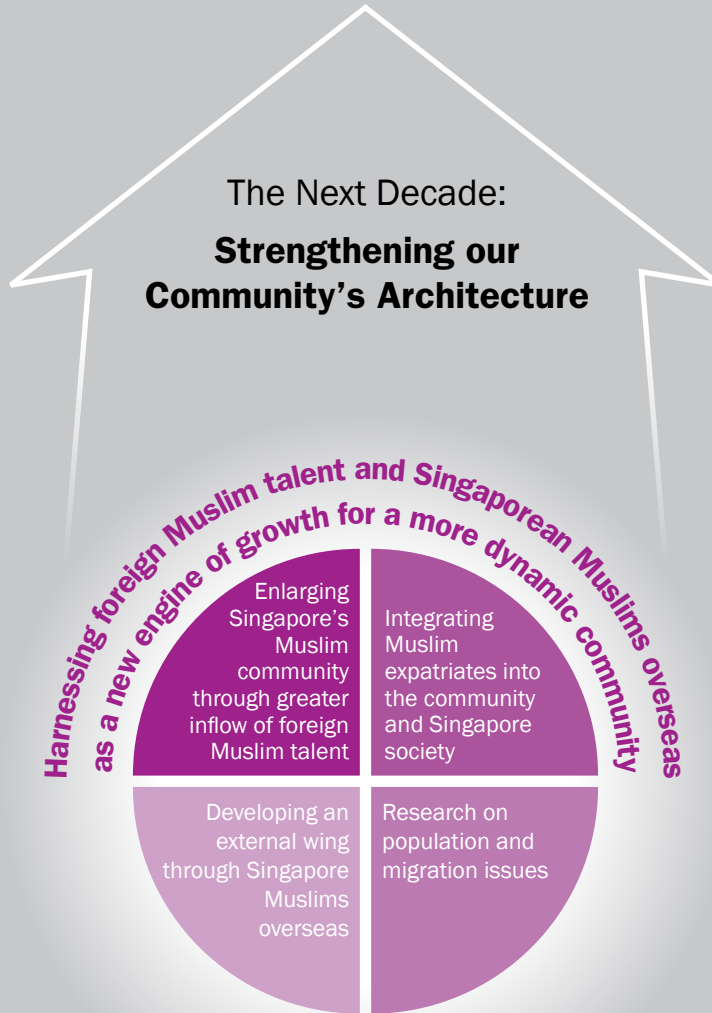 The Next Decade:
Strengthening our
Community’s Architecture
Harnessing foreign Muslim talent and Singaporean Muslims overseas
as a new engine of growth for a more dynamic community
Enlarging
Singapore’s
Muslim
community
through greater
inflow of foreign
Muslim talent
Integrating
Muslim
expatriates into
the community
and Singapore
society
Developing an
external wing
through Singapore
Muslims
overseas
Research on
population and
migration issues